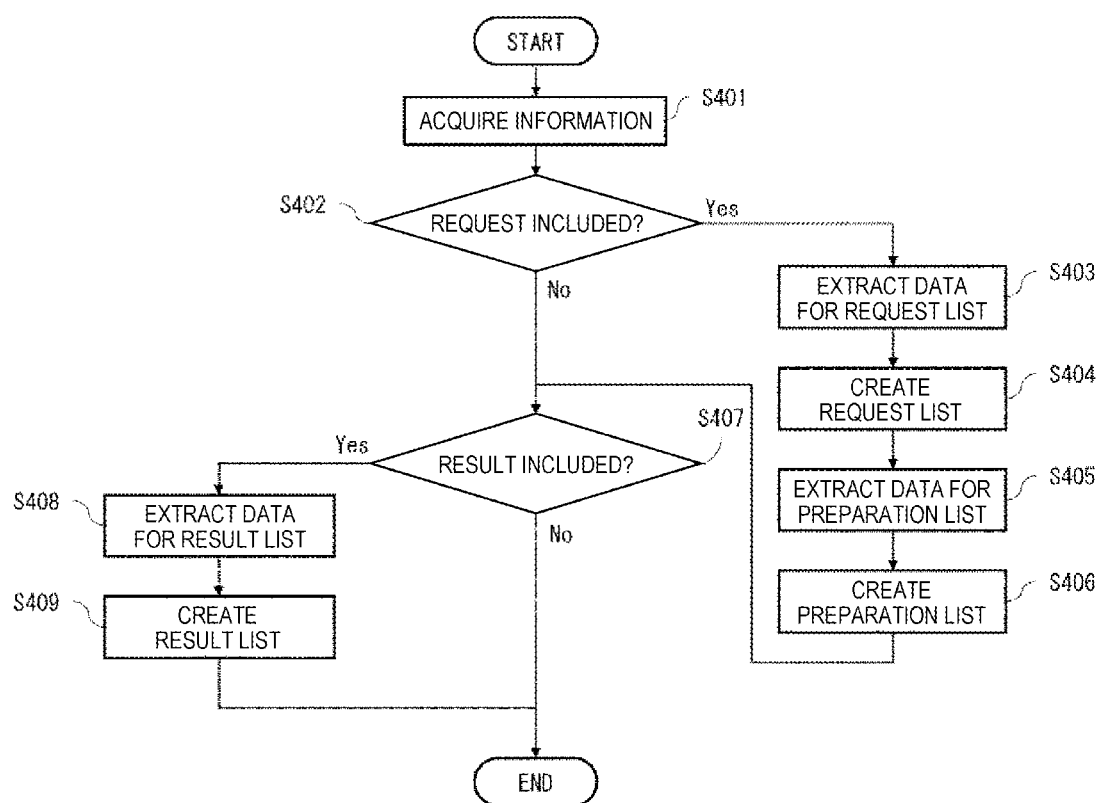 START
S401
ACQUIRE INFORMATION
S402
REQUEST INCLUDED?
Yes
No
S403
EXTRACT DATA
FOR REQUEST LIST
S404
CREATE
REQUEST LIST
S407
Yes
RESULT INCLUDED?
No
S405
EXTRACT DATA FOR
PREPARATION LIST
S408
EXTRACT DATA
FOR RESULT LIST
S406
CREATE
PREPARATION LIST
S409
CREATE
RESULT LIST
END